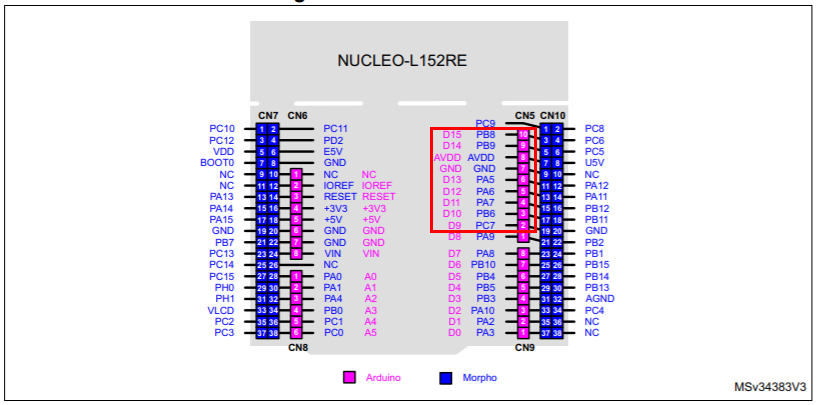 NUCLEO-L152RE
CN7 CN6 CN5 CN10
PC10 1 2 PC11 PC9 1 2 PC8
PC12 3 4 PD2 D15 PB8 10 3 4 PC6
VDD 5 6 E5V D14 PB9 9 5 6 PC5
BOOT0 7 8 GND AVDD AVDD 8 7 8 U5V
NC 9 10 1 NC NC GND GND 7 9 10 NC
NC 11 12 2 IOREF IOREF D13 PA5 6 11 12 PA12
PA13 13 14 3 RESET RESET D12 PA6 5 13 14 PA11
PA14 15 16 4 +3V3 +3V3 D11 PA7 4 15 16 PB12
PA15 17 18 5 +5V +5V D10 PB6 3 17 18 PB11
GND 19 20 6 GND GND D9 PC7 2 19 20 GND
PB7 21 22 7 GND GND D8 PA9 1 21 22 PB2
PC13 23 24 8 VIN VIN D7 PA8 8 23 24 PB1
PC14 25 26 NC D6 PB10 7 25 26 PB15
PC15 27 28 1 PA0 A0 D5 PB4 6 27 28 PB14
PH0 29 30 2 PA1 A1 D4 PB5 5 29 30 PB13
PH1 31 32 3 PA4 A2 D3 PB3 4 31 32 AGND
VLCD 33 34 4 PB0 A3 D2 PA10 3 33 34 PC4
PC2 35 36 5 PC1 A4 D1 PA2 2 35 36 NC
PC3 37 38 6 PC0 A5 D0 PA3 1 37 38 NC
CN8 CN9
Arduino Morpho
MSv34383V3